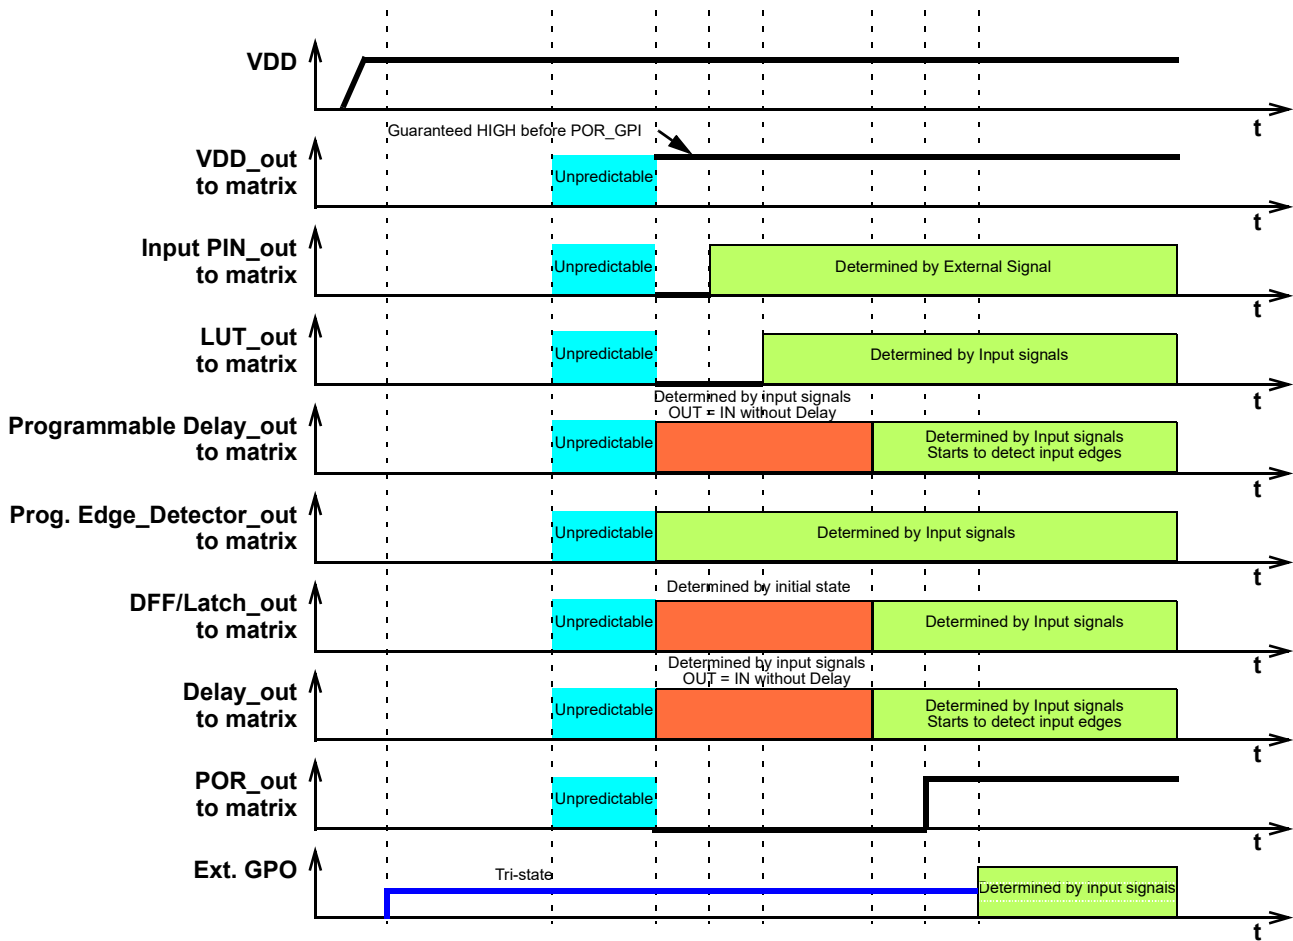 VDD
t
Guaranteed HIGH before POR_GPI
VDD_out
to matrix
Unpredictable
t
Input PIN_out
to matrix
Unpredictable
Determined by External Signal
t
LUT_out
to matrix
Unpredictable
Determined by Input signals
t
Determined by input signals
OUT = IN without Delay
Programmable Delay_out
to matrix
Unpredictable
Determined by Input signals
Starts to detect input edges
t
Prog. Edge_Detector_out
to matrix
Unpredictable
Determined by Input signals
t
Determined by initial state
DFF/Latch_out
to matrix
Unpredictable
Determined by Input signals
t
Determined by input signals
OUT = IN without Delay
Delay_out
to matrix
Unpredictable
Determined by Input signals
Starts to detect input edges
t
POR_out
to matrix
Unpredictable
t
Ext. GPO
Tri-state
Determined by input signals
t